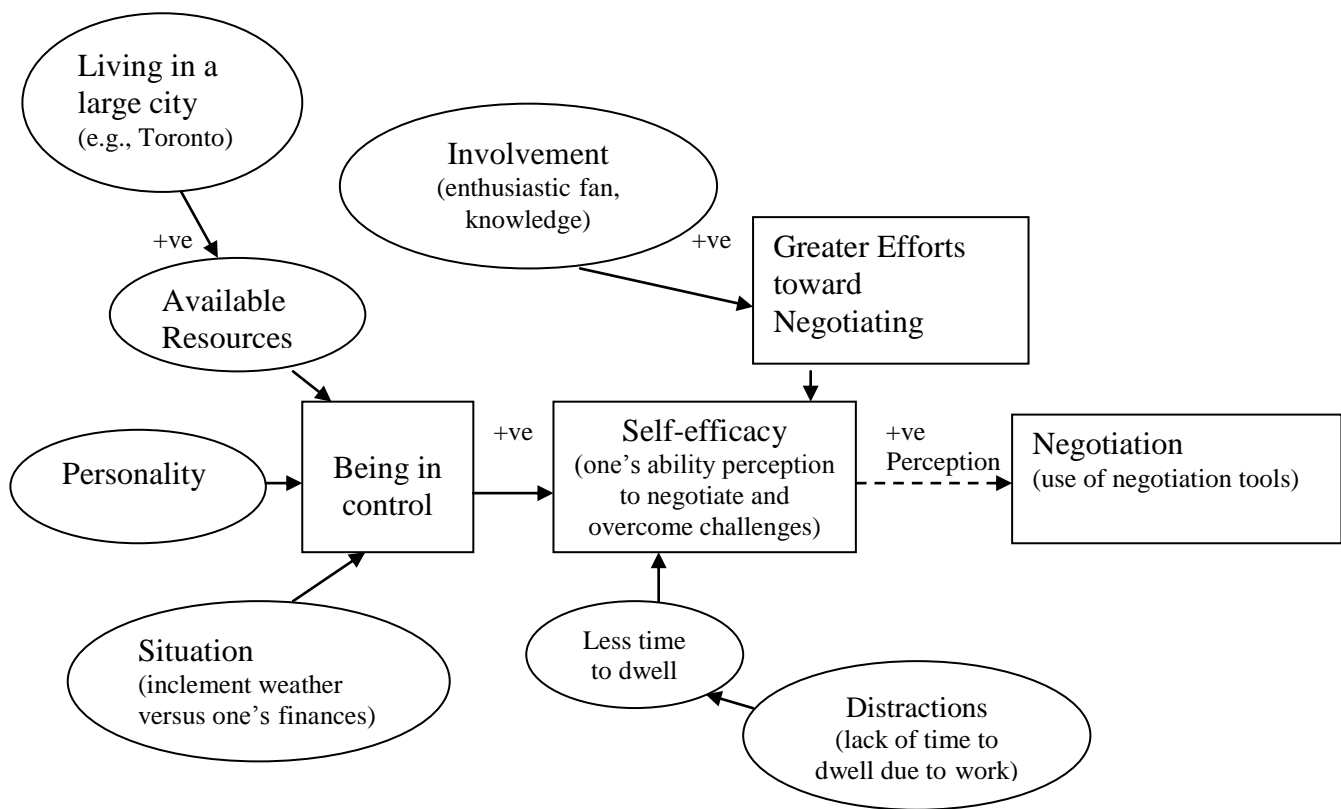 Living in a
large city
(e.g., Toronto)
+ve
Involvement
(enthusiastic fan,
knowledge)
+ve
Greater Efforts
toward
Negotiating
Available
Resources
Personality
Being in
control
+ve
Self-efficacy
(one’s ability perception
to negotiate and
overcome challenges)
+ve
Perception
Negotiation
(use of negotiation tools)
Situation
(inclement weather
versus one’s finances)
Less time
to dwell
Distractions
(lack of time to
dwell due to work)